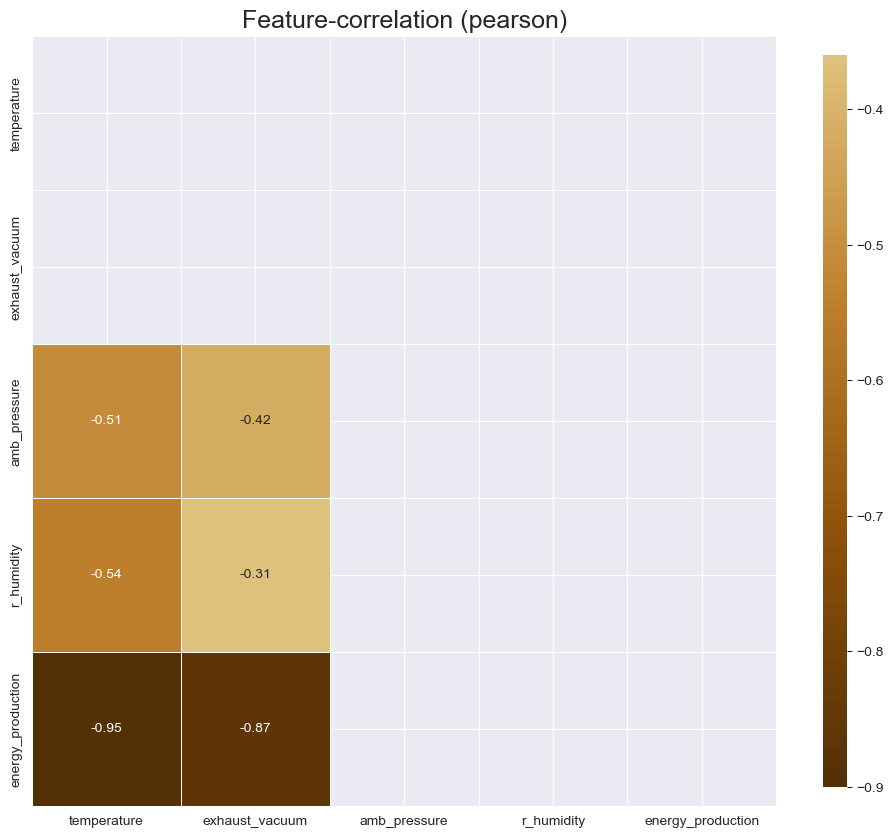 Feature-correlation (pearson)
temperature
exhaust_vacuum
amb_pressure
r_humidity
energy_production
-0.51 -0.42
-0.54 -0.31
-0.95 -0.87
temperature exhaust_vacuum amb_pressure r_humidity energy_production
−0.4
−0.5
−0.6
−0.7
−0.8
−0.9